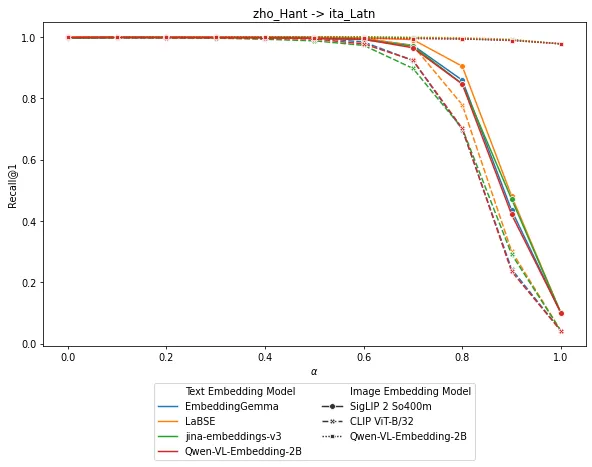 zho_Hant -> ita_Latn
1.0
0.8
0.6
0.4
0.2
0.0
Recall@1
0.0 0.2 0.4 0.6 0.8 1.0
α
Text Embedding Model
EmbeddingGemma
LaBSE
jina-embeddings-v3
Qwen-VL-Embedding-2B
Image Embedding Model
SigLIP 2 So400m
CLIP ViT-B/32
Qwen-VL-Embedding-2B